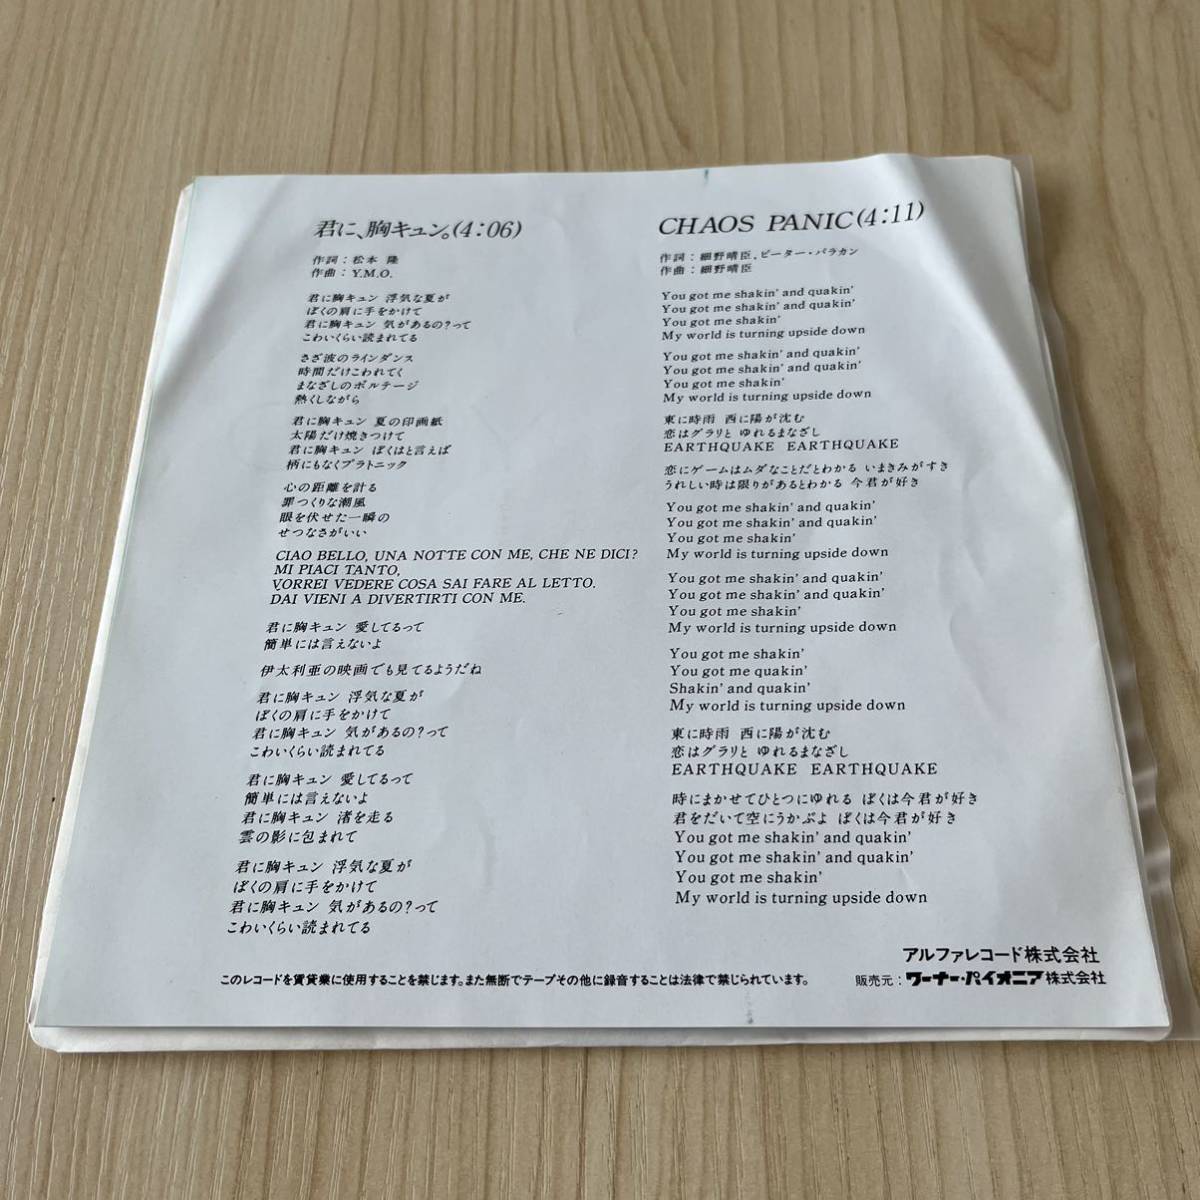 君に、胸キュン。(4:06)
作詞：松本 隆
作曲：Y.M.O.
君に胸キュン 浮気な夏が
ぼくの肩に手をかけて
君に胸キュン 気があるの?って
こわいくらい読まれてる
さざ波のラインダンス
時間だけこわれてく
まなざしのボルテージ
熱くしながら
君に胸キュン 夏の印画紙
太陽だけ焼きつけて
君に胸キュン ぼくはと言えば
柄にもなくプラトニック
心の距離を計る
罪つくりな潮風
眼を伏せた一瞬の
せつなさがいい
CIAO BELLO, UNA NOTTE CON ME, CHE NE DICI?
MI PIACI TANTO,
VORREI VEDERE COSA SAI FARE AL LETTO.
DAI VIENI A DIVERTIRTI CON ME.
君に胸キュン 愛してるって
簡単には言えないよ
伊太利亜の映画でも見てるようだね
君に胸キュン 浮気な夏が
ぼくの肩に手をかけて
君に胸キュン 気があるの?って
こわいくらい読まれてる
君に胸キュン 愛してるって
簡単には言えないよ
君に胸キュン 渚を走る
雲の影に包まれて
君に胸キュン 浮気な夏が
ぼくの肩に手をかけて
君に胸キュン 気があるの?って
こわいくらい読まれてる
CHAOS PANIC(4:11)
作詞：細野晴臣、ピーター・バラカン
作曲：細野晴臣
You got me shakin' and quakin'
You got me shakin' and quakin'
You got me shakin'
My world is turning upside down
You got me shakin' and quakin'
You got me shakin' and quakin'
You got me shakin'
My world is turning upside down
東に時雨 西に陽が沈む
恋はグラリと ゆれるまなざし
EARTHQUAKE EARTHQUAKE
恋にゲームはムダなことだとわかる いまきみがすき
うれしい時は限りがあるとわかる 今君が好き
You got me shakin' and quakin'
You got me shakin' and quakin'
You got me shakin'
My world is turning upside down
You got me shakin' and quakin'
You got me shakin' and quakin'
You got me shakin'
My world is turning upside down
You got me shakin'
You got me quakin'
Shakin' and quakin'
My world is turning upside down
東に時雨 西に陽が沈む
恋はグラリと ゆれるまなざし
EARTHQUAKE EARTHQUAKE
時にまかせてひとつにゆれる ぼくは今君が好き
君をだいて空にうかぶよ ぼくは今君が好き
You got me shakin' and quakin'
You got me shakin' and quakin'
You got me shakin'
My world is turning upside down
アルファレコード株式会社
このレコードを賃貸業に使用することを禁じます。また無断でテープその他に録音することは法律で禁じられています。
販売元：ワーナー・パイオニア株式会社